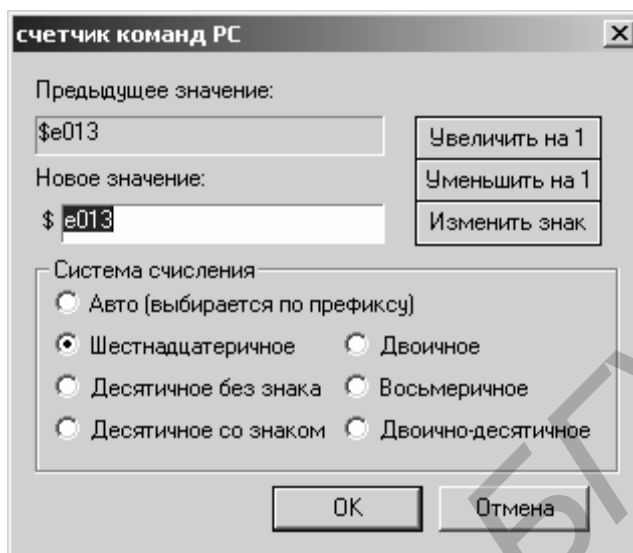 счетчик команд PC
Предыдущее значение:
$e013
Увеличить на 1
Новое значение:
Уменьшить на 1
$ e013
Изменить знак
Система счисления
Авто (выбирается по префиксу)
Шестнадцатеричное Двоичное
Десятичное без знака Восьмеричное
Десятичное со знаком Двоично-десятичное
OK Отмена